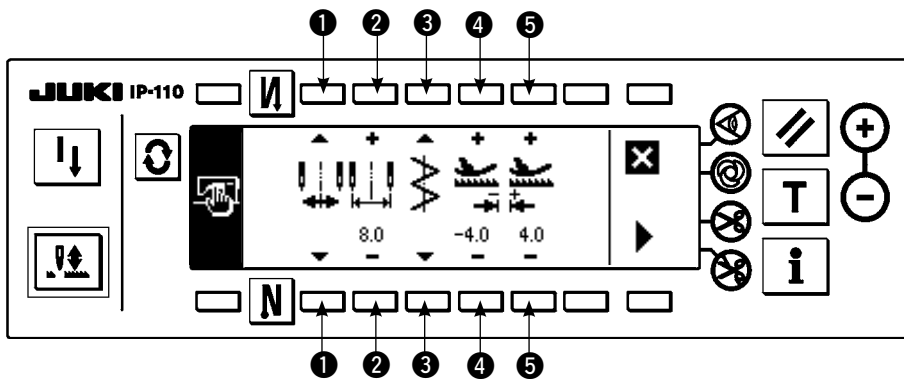 ❶ ❷ ❸ ❹ ❺
JUKI IP-110
+ + +
T
8.0 -4.0 4.0
- - -
i
❶ ❷ ❸ ❹ ❺